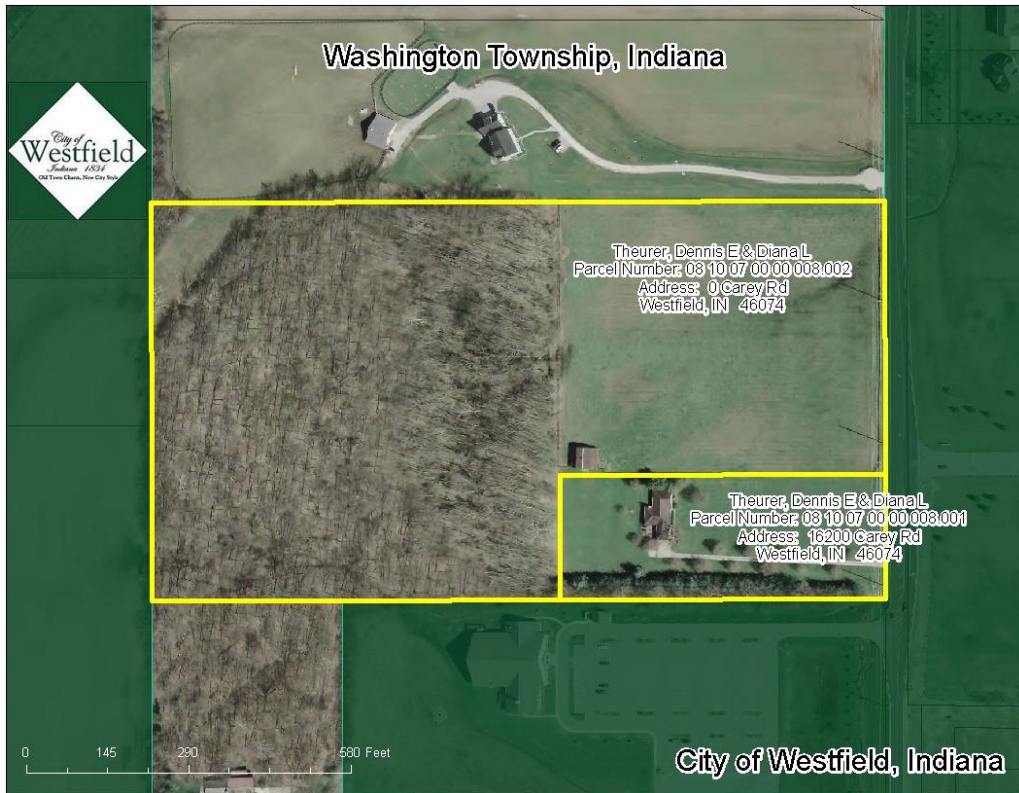 Washington Township, Indiana
City of
Westfield
Indiana 1834
Old Town Charm, New City Style
Theurer, Dennis E & Diana L
Parcel Number: 08 10 07 00 00 008.002
Address: 0 Carey Rd
Westfield, IN 46074
Theurer, Dennis E & Diana L
Parcel Number: 08 10 07 00 00 008.001
Address: 16200 Carey Rd
Westfield, IN 46074
0 145 290 580 Feet
City of Westfield, Indiana